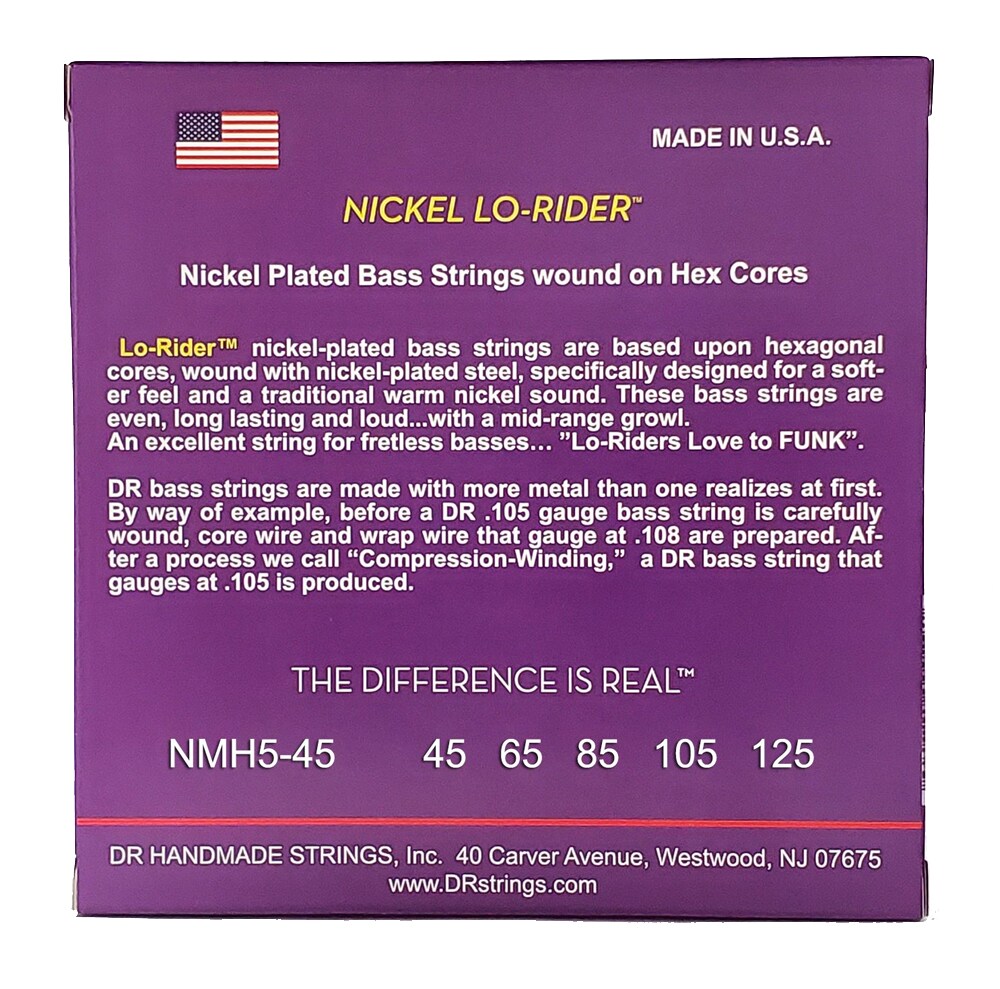 MADE IN U.S.A.
NICKEL LO-RIDER™
Nickel Plated Bass Strings wound on Hex Cores
Lo-Rider™ nickel-plated bass strings are based upon hexagonal
cores, wound with nickel-plated steel, specifically designed for a soft-
er feel and a traditional warm nickel sound. These bass strings are
even, long lasting and loud...with a mid-range growl.
An excellent string for fretless basses... ”Lo-Riders Love to FUNK”.
DR bass strings are made with more metal than one realizes at first.
By way of example, before a DR .105 gauge bass string is carefully
wound, core wire and wrap wire that gauge at .108 are prepared. Af-
ter a process we call “Compression-Winding,” a DR bass string that
gauges at .105 is produced.
THE DIFFERENCE IS REAL™
NMH5-45 45 65 85 105 125
DR HANDMADE STRINGS, Inc. 40 Carver Avenue, Westwood, NJ 07675
www.DRstrings.com